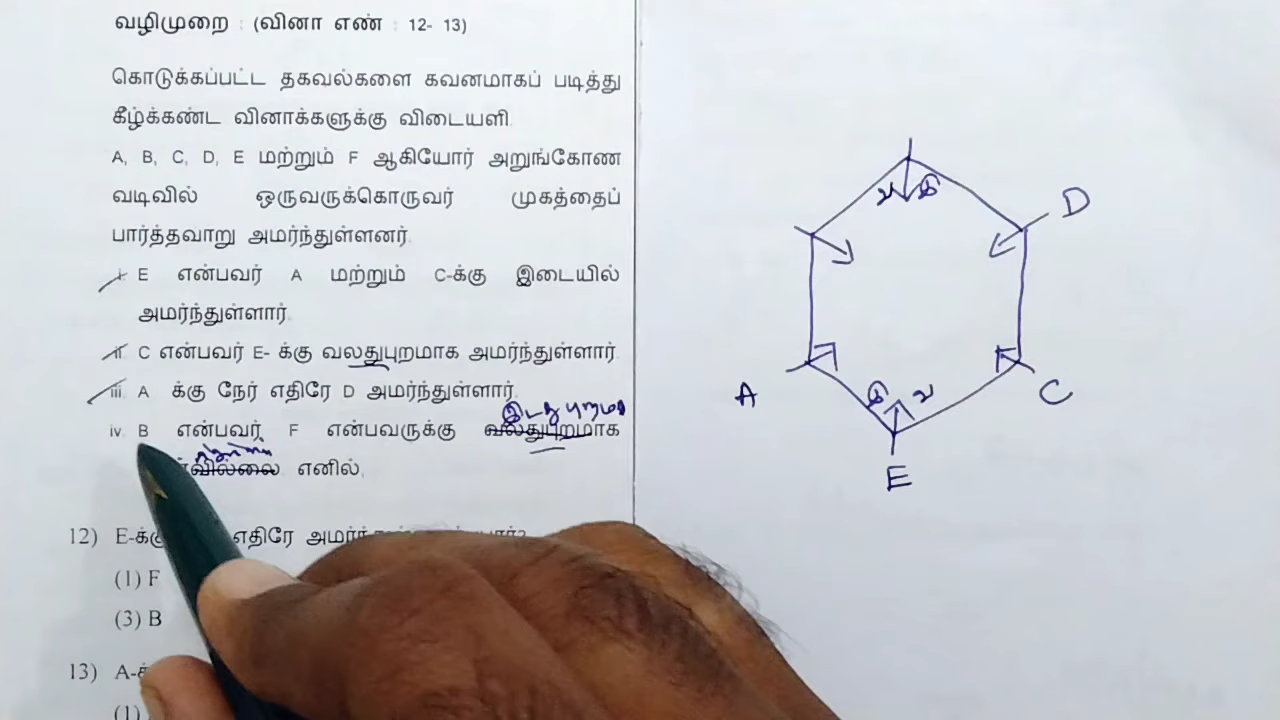 வழிமுறை : (வினா எண் : 12- 13)
கொடுக்கப்பட்ட தகவல்களை கவனமாகப் படித்து
கீழ்க்கண்ட வினாக்களுக்கு விடையளி.
A, B, C, D, E மற்றும் F ஆகியோர் அறுங்கோண
வடிவில் ஒருவருக்கொருவர் முகத்தைப்
பார்த்தவாறு அமர்ந்துள்ளனர்.
i. E என்பவர் A மற்றும் C-க்கு இடையில்
அமர்ந்துள்ளார்.
ii. C என்பவர் E- க்கு வலதுபுறமாக அமர்ந்துள்ளார்.
iii. A க்கு நேர் எதிரே D அமர்ந்துள்ளார்.
இடதுபுறமா
iv. B என்பவர் F என்பவருக்கு வலதுபுறமாக
வில்லை எனில்,
12) E-க்கு எதிரே
(1) F
(3) B
13) A-க்
(1)
வ இ
D
A
இ வ
C
E